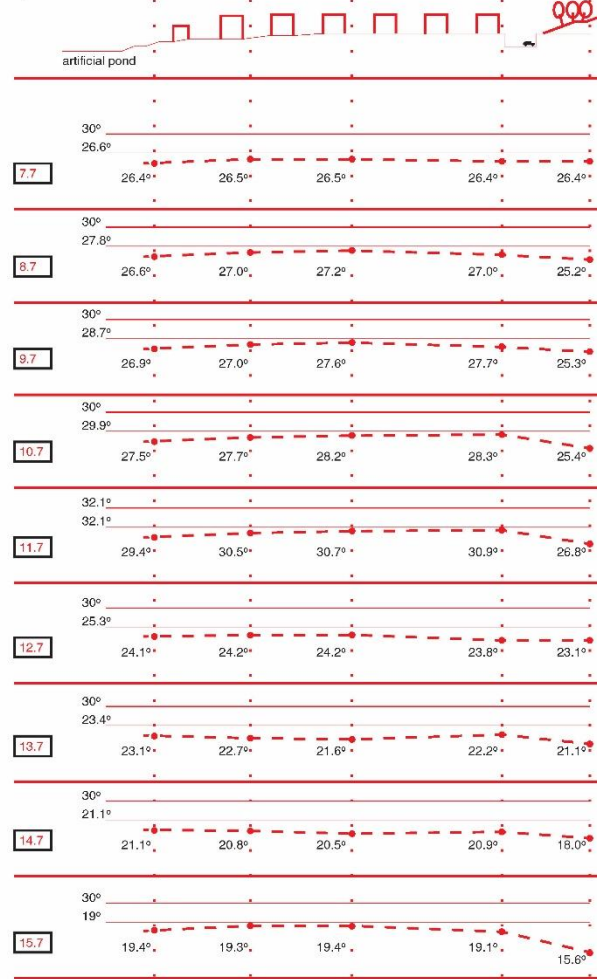 artificial pond
30º
26.6º
7.7
26.4º 26.5º 26.5º 26.4º 26.4º
30º
27.8º
8.7
26.6º 27.0º 27.2º 27.0º 25.2º
30º
28.7º
9.7
26.9º 27.0º 27.6º 27.7º 25.3º
30º
29.9º
10.7
27.5º 27.7º 28.2º 28.3º 25.4º
32.1º
32.1º
11.7
29.4º 30.5º 30.7º 30.9º 26.8º
30º
25.3º
12.7
24.1º 24.2º 24.2º 23.8º 23.1º
30º
23.4º
13.7
23.1º 22.7º 21.6º 22.2º 21.1º
30º
21.1º
14.7
21.1º 20.8º 20.5º 20.9º 18.0º
30º
19º
15.7
19.4º 19.3º 19.4º 19.1º 15.6º